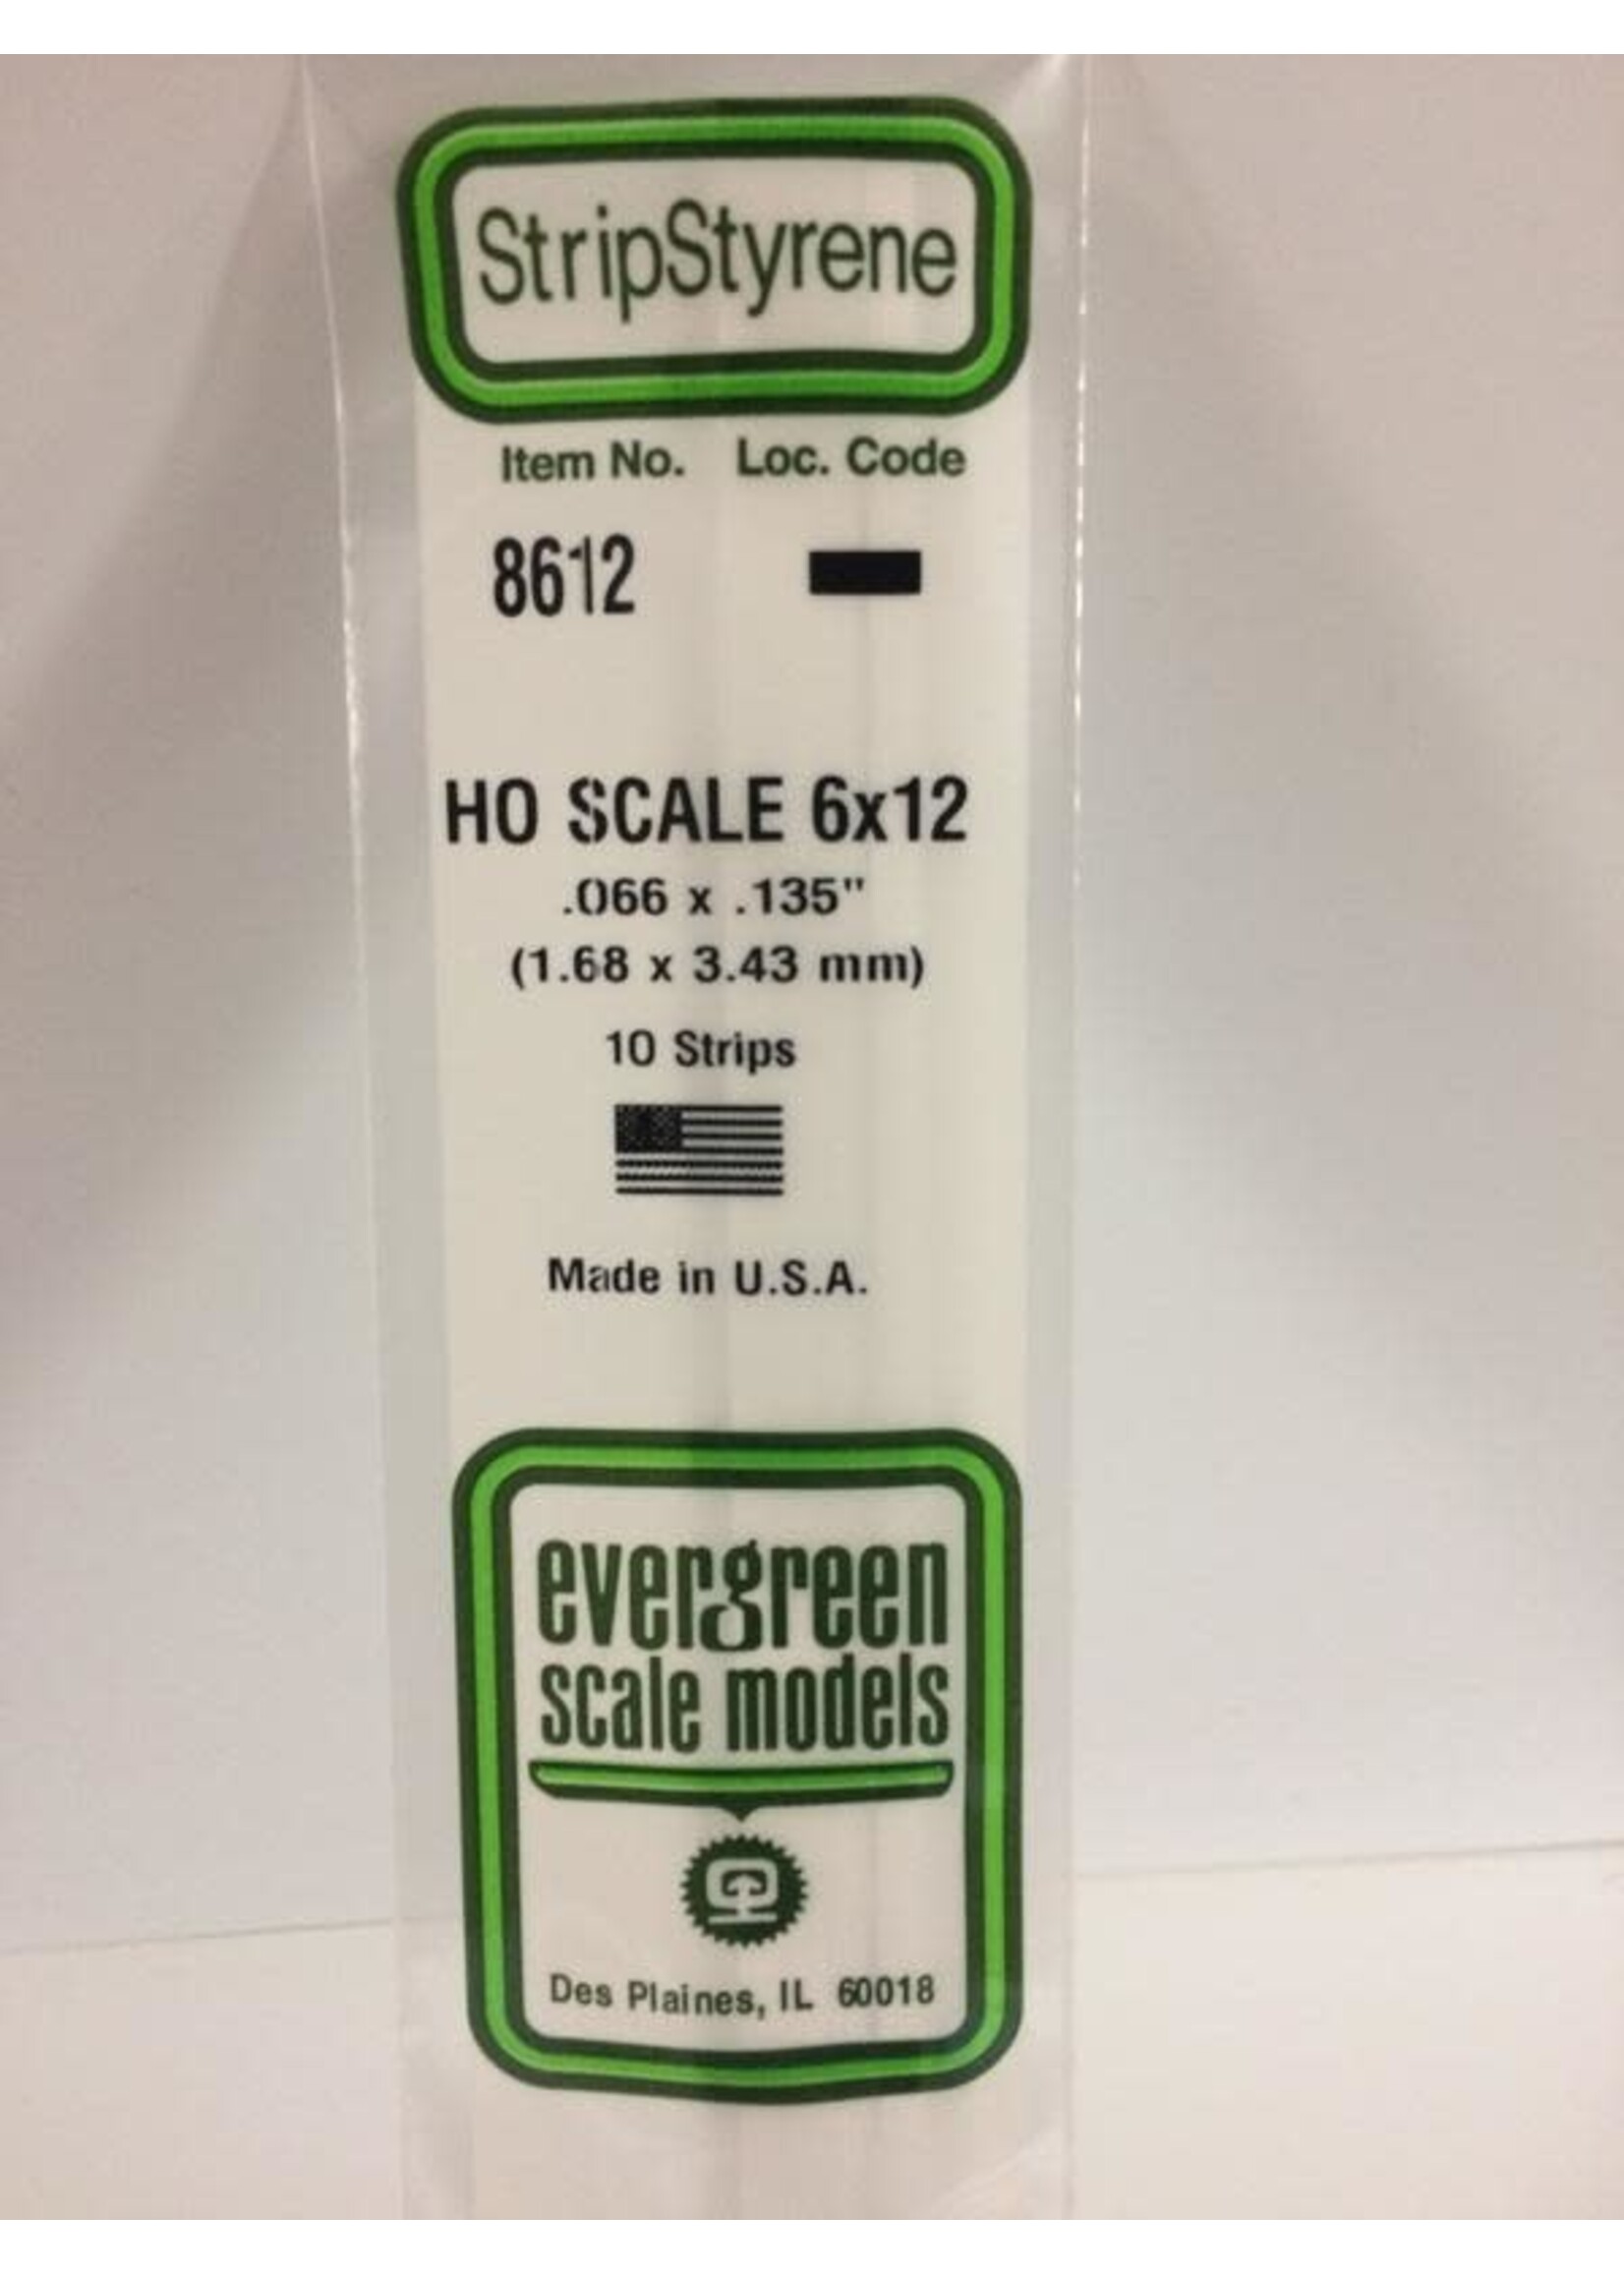 StripStyrene
Item No. Loc. Code
8612
HO SCALE 6x12
.066 x .135"
(1.68 x 3.43 mm)
10 Strips
Made in U.S.A.
evergreen
scale models
Des Plaines, IL 60018